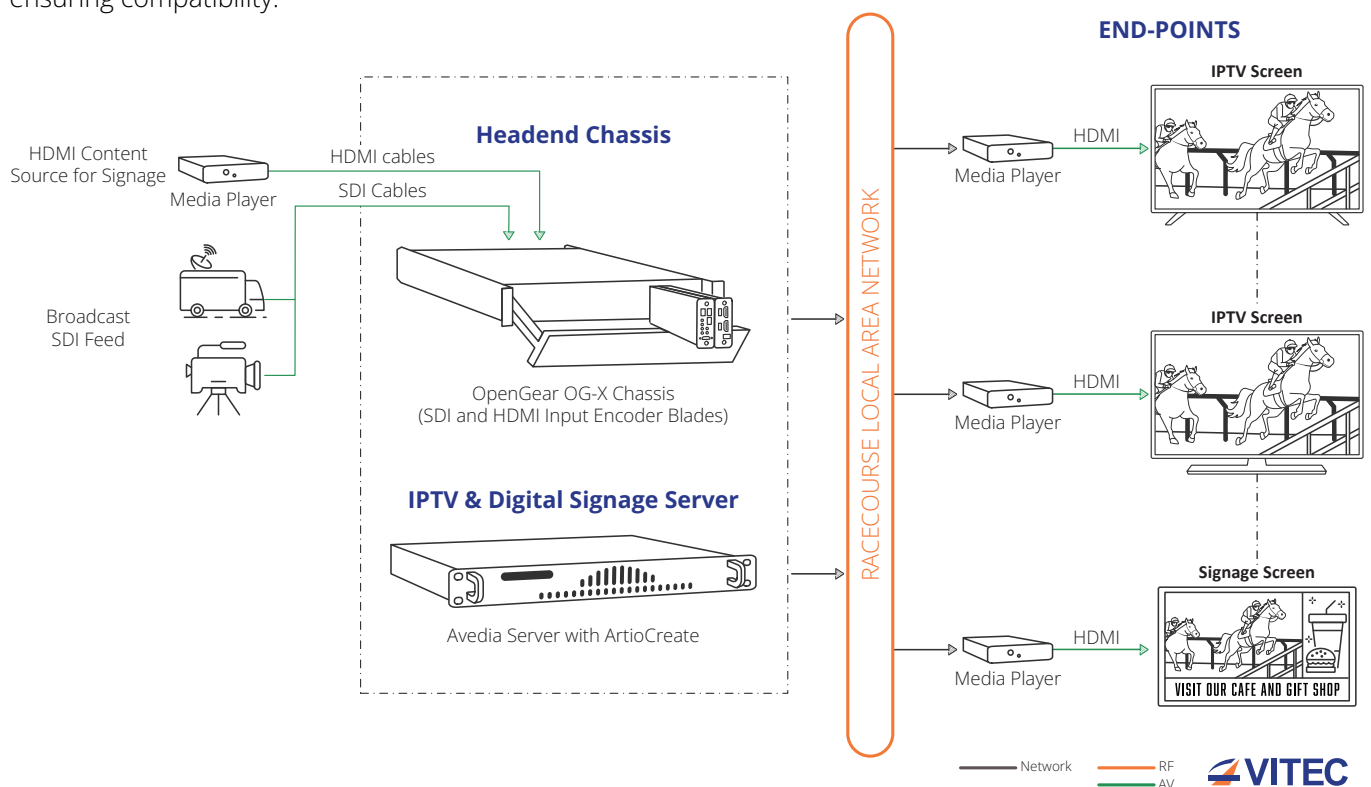 ensuring compatibility.
END-POINTS
IPTV Screen
Headend Chassis
HDMI Content
Source for Signage
Media Player
HDMI cables
SDI Cables
Broadcast
SDI Feed
OpenGear OG-X Chassis
(SDI and HDMI Input Encoder Blades)
IPTV & Digital Signage Server
Avedia Server with ArtioCreate
RACECOURSE LOCAL AREA NETWORK
Media Player
HDMI
IPTV Screen
Media Player
HDMI
Signage Screen
Media Player
HDMI
VISIT OUR CAFE AND GIFT SHOP
Network
RF
AV
VITEC